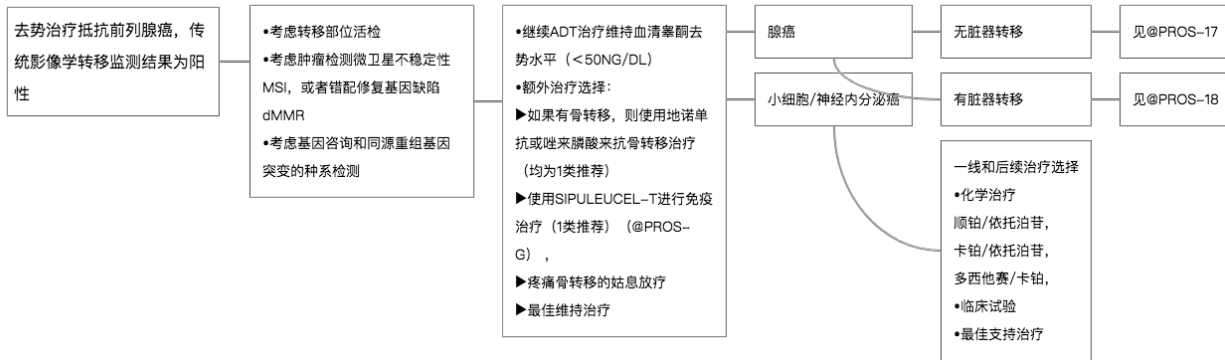 去势治疗抵抗前列腺癌，传
统影像学转移监测结果为阳
性
•考虑转移部位活检
•考虑肿瘤检测微卫星不稳定性
MSI，或者错配修复基因缺陷
dMMR
•考虑基因咨询和同源重组基因
突变的种系检测
•继续ADT治疗维持血清睾酮去
势水平（＜50NG/DL）
•额外治疗选择：
▶如果有骨转移，则使用地诺单
抗或唑来膦酸来抗骨转移治疗
（均为1类推荐）
▶使用SIPULEUCEL-T进行免疫
治疗（1类推荐）（@PROS-
G），
▶疼痛骨转移的姑息放疗
▶最佳维持治疗
腺癌
小细胞/神经内分泌癌
无脏器转移
见@PROS-17
有脏器转移
见@PROS-18
一线和后续治疗选择
•化学治疗
顺铂/依托泊苷，
卡铂/依托泊苷，
多西他赛/卡铂，
•临床试验
•最佳支持治疗